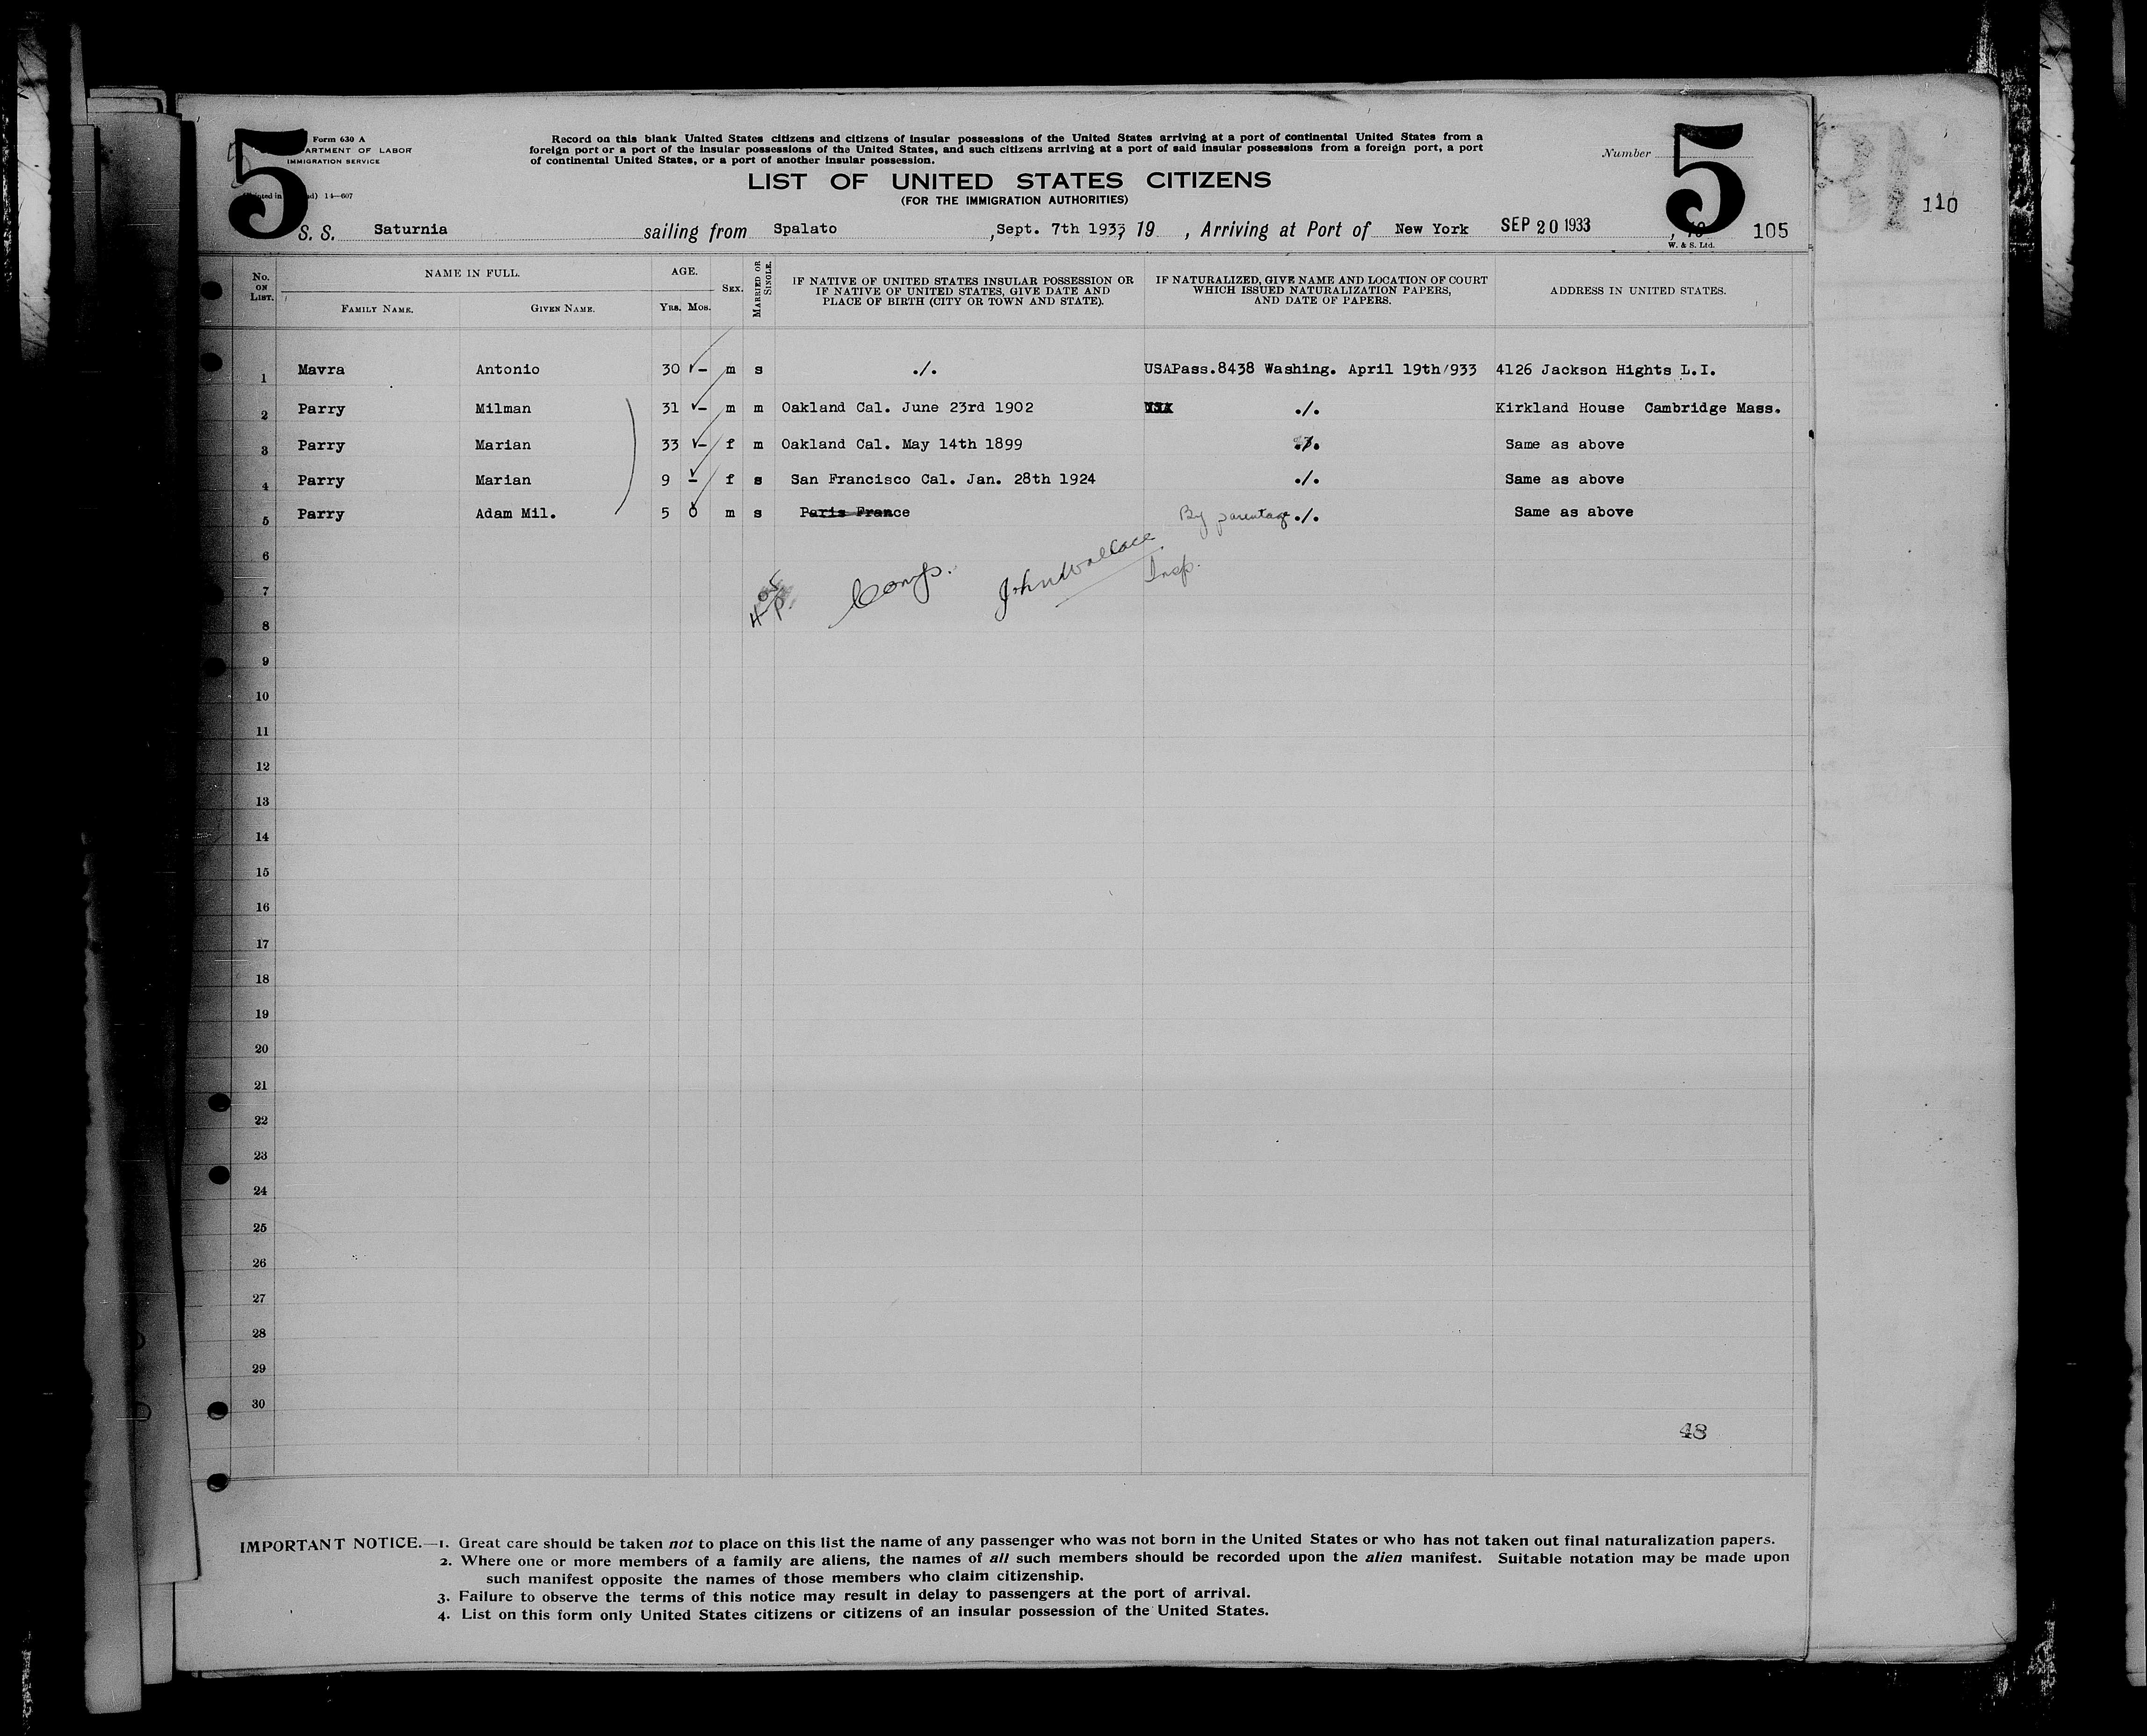 5
Form 630 A
ARTMENT OF LABOR
IMMIGRATION SERVICE
14—607
Record on this blank United States citizens and citizens of insular possessions of the United States arriving at a port of continental United States from a
foreign port or a port of the insular possessions of the United States, and such citizens arriving at a port of said insular possessions from a foreign port, a port
of continental United States, or a port of another insular possession.
LIST OF UNITED STATES CITIZENS
(FOR THE IMMIGRATION AUTHORITIES)
Number 5
110
S. S. Saturnia sailing from Spalato , Sept. 7th 1933, 19 , Arriving at Port of New York SEP 20 1933 , 19 105
W. & S. Ltd.
No. ON LIST. NAME IN FULL. AGE. SEX. MARRIED OR SINGLE. IF NATIVE OF UNITED STATES INSULAR POSSESSION OR IF NATIVE OF UNITED STATES, GIVE DATE AND PLACE OF BIRTH (CITY OR TOWN AND STATE). IF NATURALIZED, GIVE NAME AND LOCATION OF COURT WHICH ISSUED NATURALIZATION PAPERS, AND DATE OF PAPERS. ADDRESS IN UNITED STATES.
FAMILY NAME. GIVEN NAME. YRS. MOS.
1 Mavra Antonio 30 – m s ./. USAPass.8438 Washing. April 19th/933 4126 Jackson Hights L.I.
2 Parry Milman 31 – m m Oakland Cal. June 23rd 1902 ./. Kirkland House Cambridge Mass.
3 Parry Marian 33 – f m Oakland Cal. May 14th 1899 ./. Same as above
4 Parry Marian 9 – f s San Francisco Cal. Jan. 28th 1924 ./. Same as above
5 Parry Adam Mil. 5 m s Paris France By parentage ./. Same as above
6
7 Comp. John Wallace Insp.
8
9
10
11
12
13
14
15
16
17
18
19
20
21
22
23
24
25
26
27
28
29
30
48
IMPORTANT NOTICE.—1. Great care should be taken not to place on this list the name of any passenger who was not born in the United States or who has not taken out final naturalization papers.
2. Where one or more members of a family are aliens, the names of all such members should be recorded upon the alien manifest. Suitable notation may be made upon
such manifest opposite the names of those members who claim citizenship.
3. Failure to observe the terms of this notice may result in delay to passengers at the port of arrival.
4. List on this form only United States citizens or citizens of an insular possession of the United States.